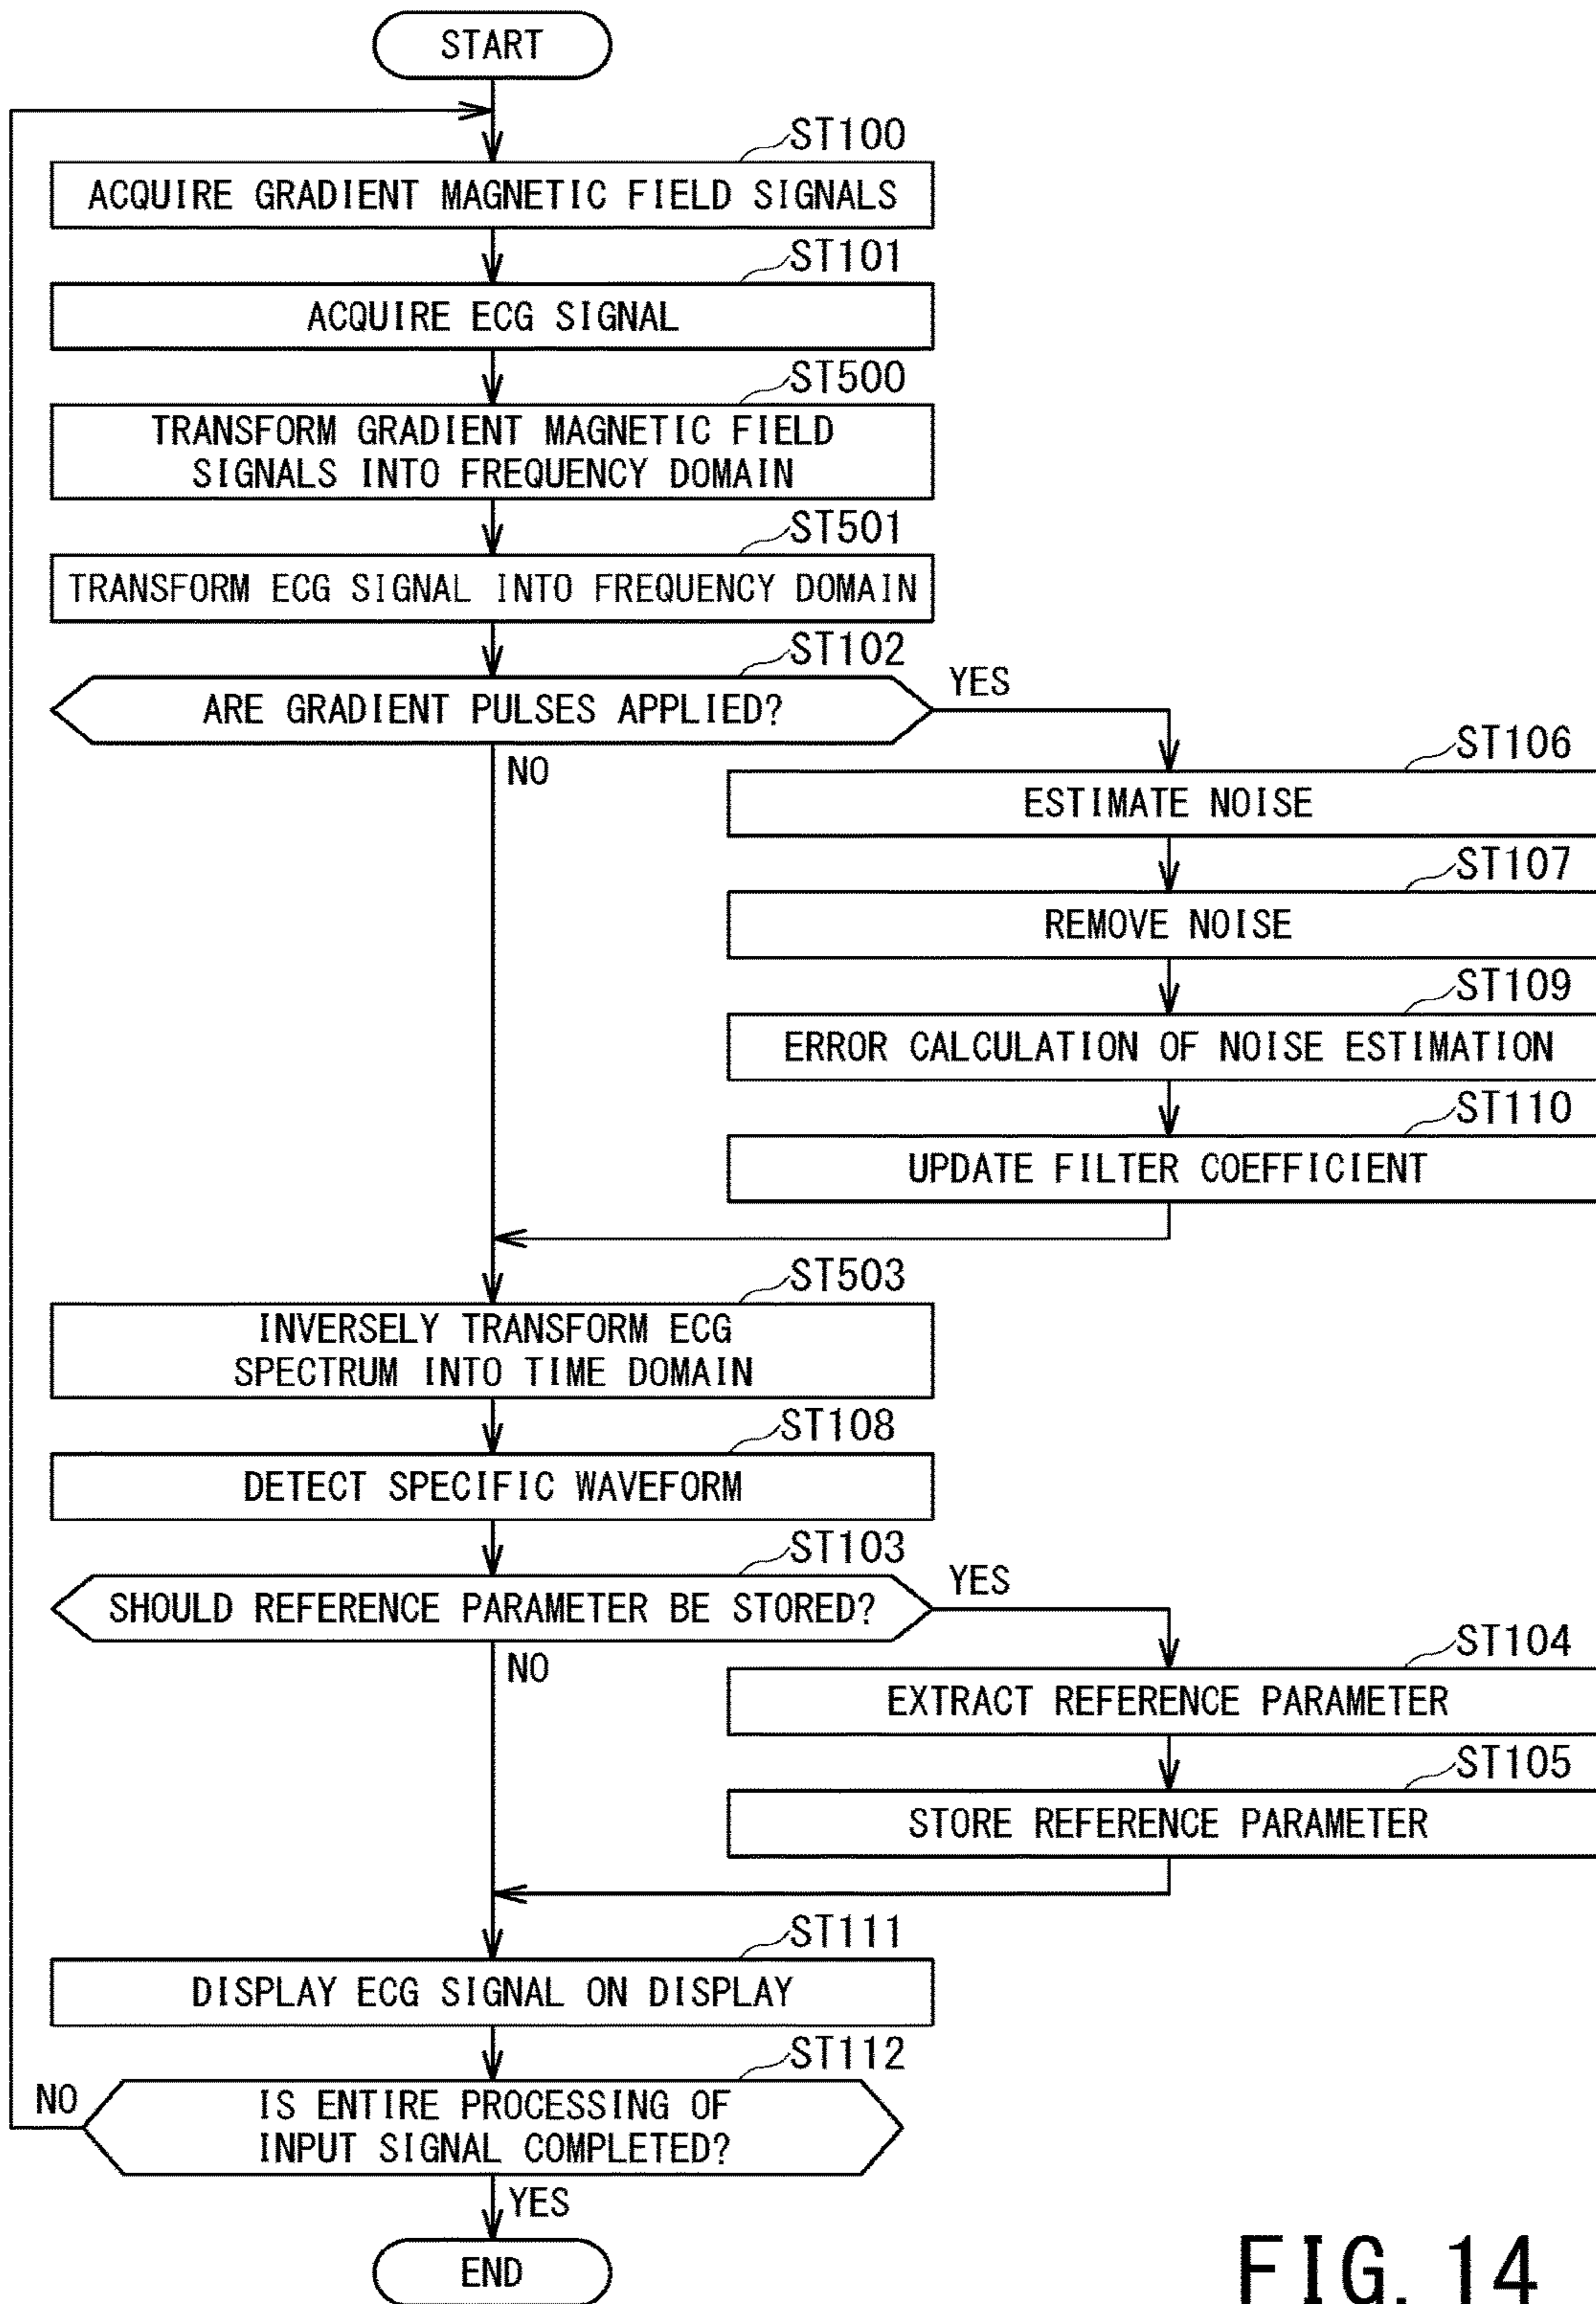 START
ST100
ACQUIRE GRADIENT MAGNETIC FIELD SIGNALS
ST101
ACQUIRE ECG SIGNAL
ST500
TRANSFORM GRADIENT MAGNETIC FIELD
SIGNALS INTO FREQUENCY DOMAIN
ST501
TRANSFORM ECG SIGNAL INTO FREQUENCY DOMAIN
ST102
ARE GRADIENT PULSES APPLIED?
YES
NO
ST106
ESTIMATE NOISE
ST107
REMOVE NOISE
ST109
ERROR CALCULATION OF NOISE ESTIMATION
ST110
UPDATE FILTER COEFFICIENT
ST503
INVERSELY TRANSFORM ECG
SPECTRUM INTO TIME DOMAIN
ST108
DETECT SPECIFIC WAVEFORM
ST103
SHOULD REFERENCE PARAMETER BE STORED?
YES
NO
ST104
EXTRACT REFERENCE PARAMETER
ST105
STORE REFERENCE PARAMETER
ST111
DISPLAY ECG SIGNAL ON DISPLAY
ST112
NO
IS ENTIRE PROCESSING OF
INPUT SIGNAL COMPLETED?
YES
END
FIG. 14